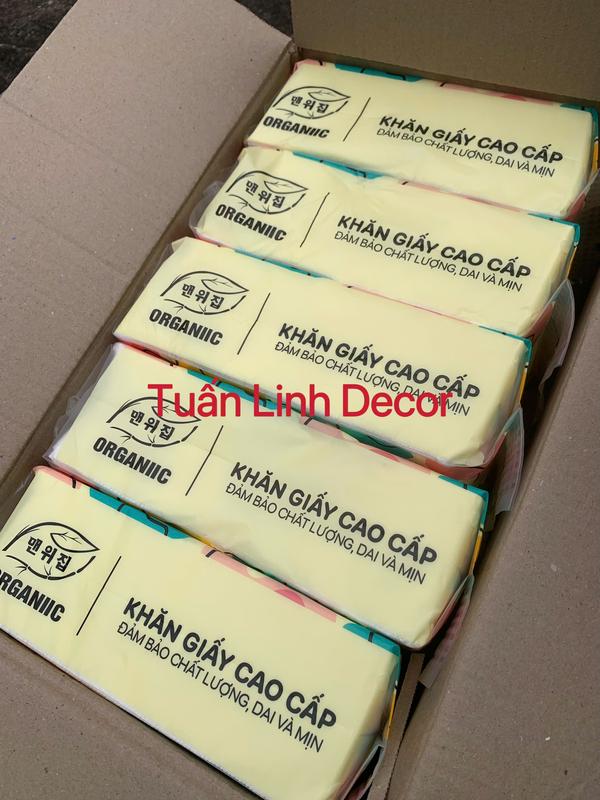 맨위집
ORGANIIC
KHĂN GIẤY CAO CẤP
ĐẢM BẢO CHẤT LƯỢNG, DAI VÀ MỊN
맨위집
ORGANIIC
KHĂN GIẤY CAO CẤP
ĐẢM BẢO CHẤT LƯỢNG, DAI VÀ MỊN
맨위집
ORGANIIC
KHĂN GIẤY CAO CẤP
ĐẢM BẢO CHẤT LƯỢNG, DAI VÀ MỊN
Tuấn Linh Decor
맨위집
ORGANIIC
KHĂN GIẤY CAO CẤP
ĐẢM BẢO CHẤT LƯỢNG, DAI VÀ MỊN
맨위집
ORGANIIC
KHĂN GIẤY CAO CẤP
ĐẢM BẢO CHẤT LƯỢNG, DAI VÀ MỊN